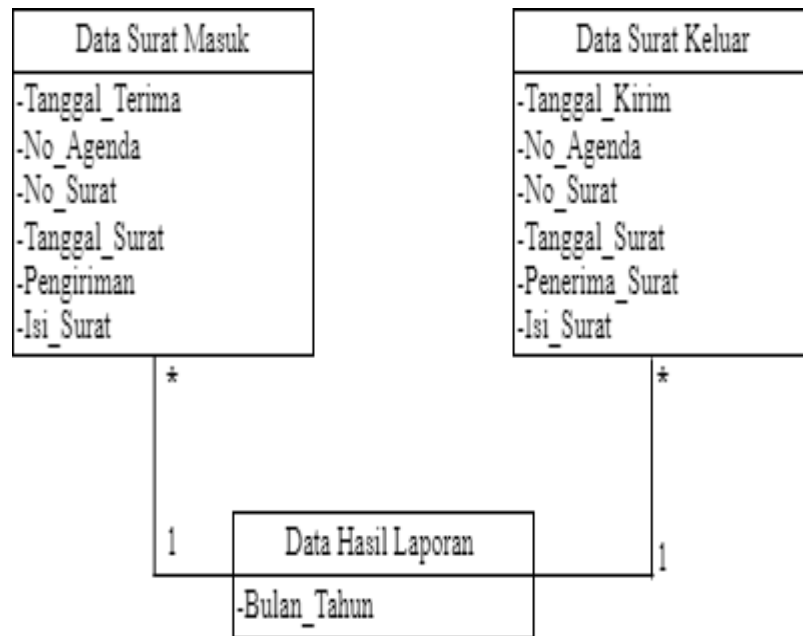 Data Surat Masuk
-Tanggal_Terima
-No_Agenda
-No_Surat
-Tanggal_Surat
-Pengiriman
-Isi_Surat
*
1
Data Surat Keluar
-Tanggal_Kirim
-No_Agenda
-No_Surat
-Tanggal_Surat
-Penerima_Surat
-Isi_Surat
*
1
Data Hasil Laporan
-Bulan_Tahun